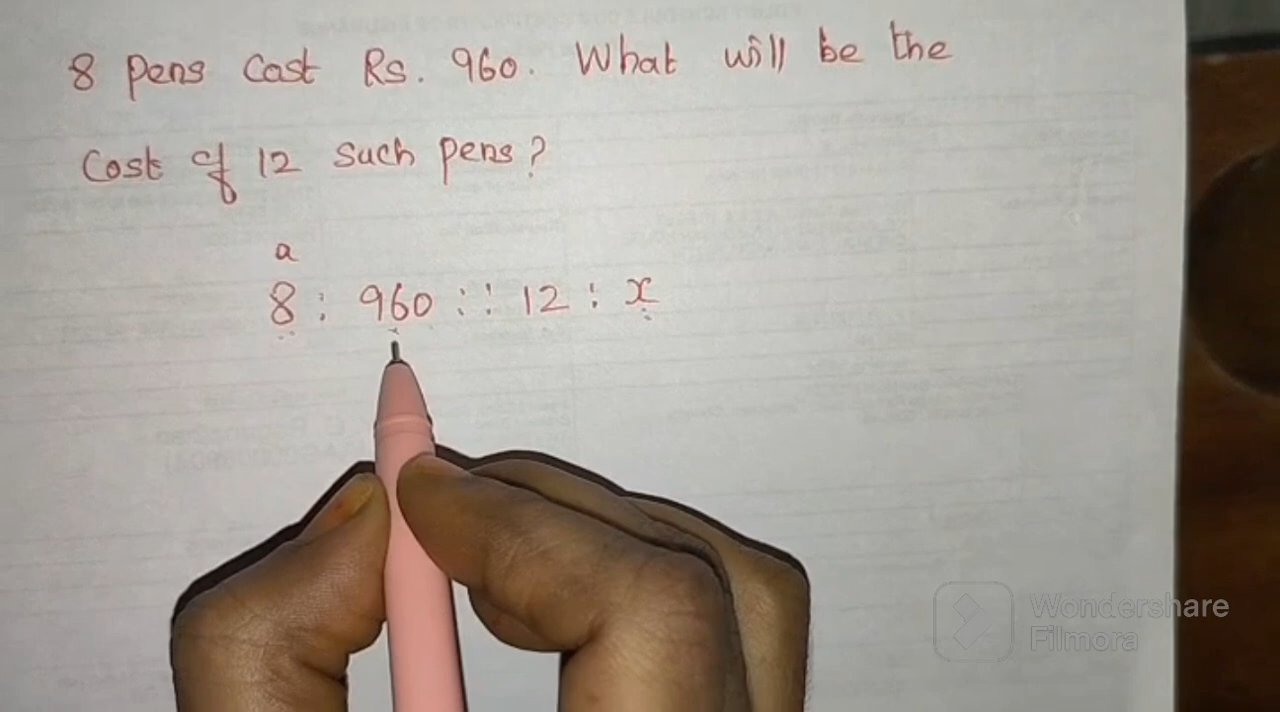 8 pens cost Rs. 960. What will be the
Cost of 12 such pens?
a
8 : 960 :: 12 : x
Wondershare
Filmora